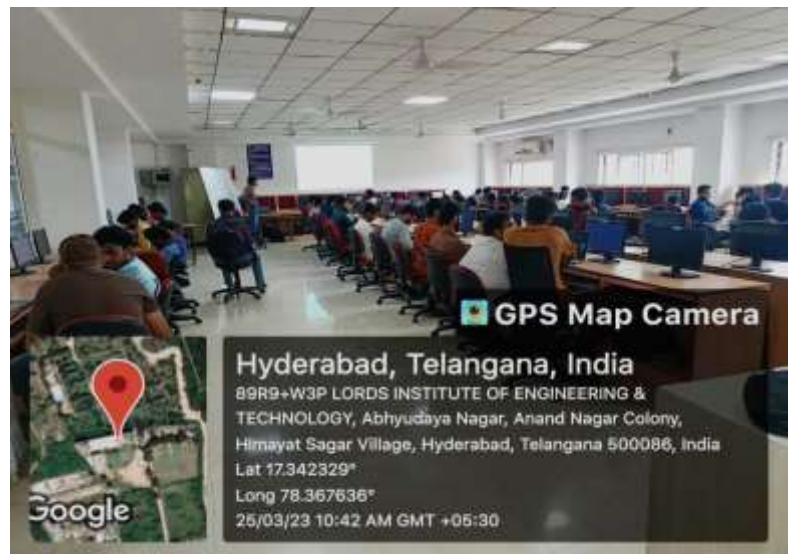 GPS Map Camera
Hyderabad, Telangana, India
89R9+W3P LORDS INSTITUTE OF ENGINEERING &
TECHNOLOGY, Abhyudaya Nagar, Anand Nagar Colony,
Himayat Sagar Village, Hyderabad, Telangana 500086, India
Lat 17.342329°
Long 78.367636°
25/03/23 10:42 AM GMT +05:30
Google